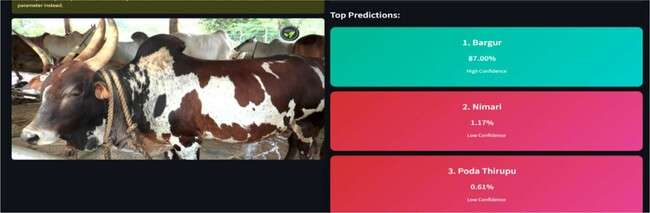 parameter instead.
Top Predictions:
1. Bargur
87.00%
High Confidence
2. Nimari
1.17%
Low Confidence
3. Poda Thirupu
0.61%
Low Confidence